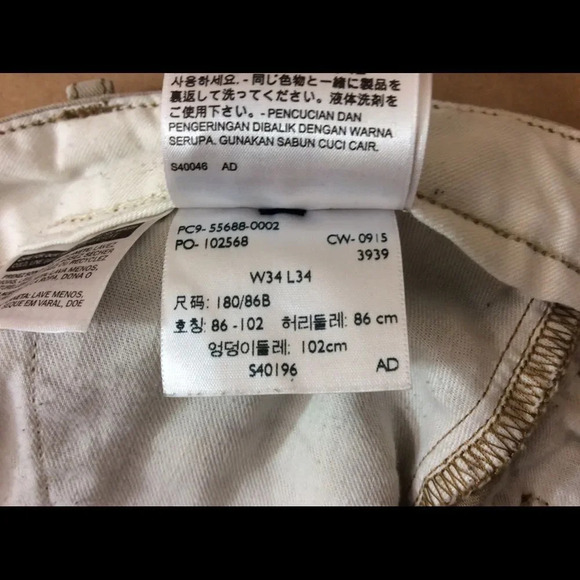 사용하세요. - 同じ色物と一緒に製品を
裏返して洗ってください。液体洗剤をご使用下さい。- PENCUCIAN DAN
PENGERINGAN DIBALIK DENGAN WARNA
SERUPA. GUNAKAN SABUN CUCI CAIR.
S40046 AD
PC9- 55688-0002
PO- 102568 CW- 0915
3939
W34 L34
尺码: 180/86B
호칭: 86 -102 허리둘레: 86 cm
엉덩이둘레: 102cm
S40196 AD
LAVE MENOS,